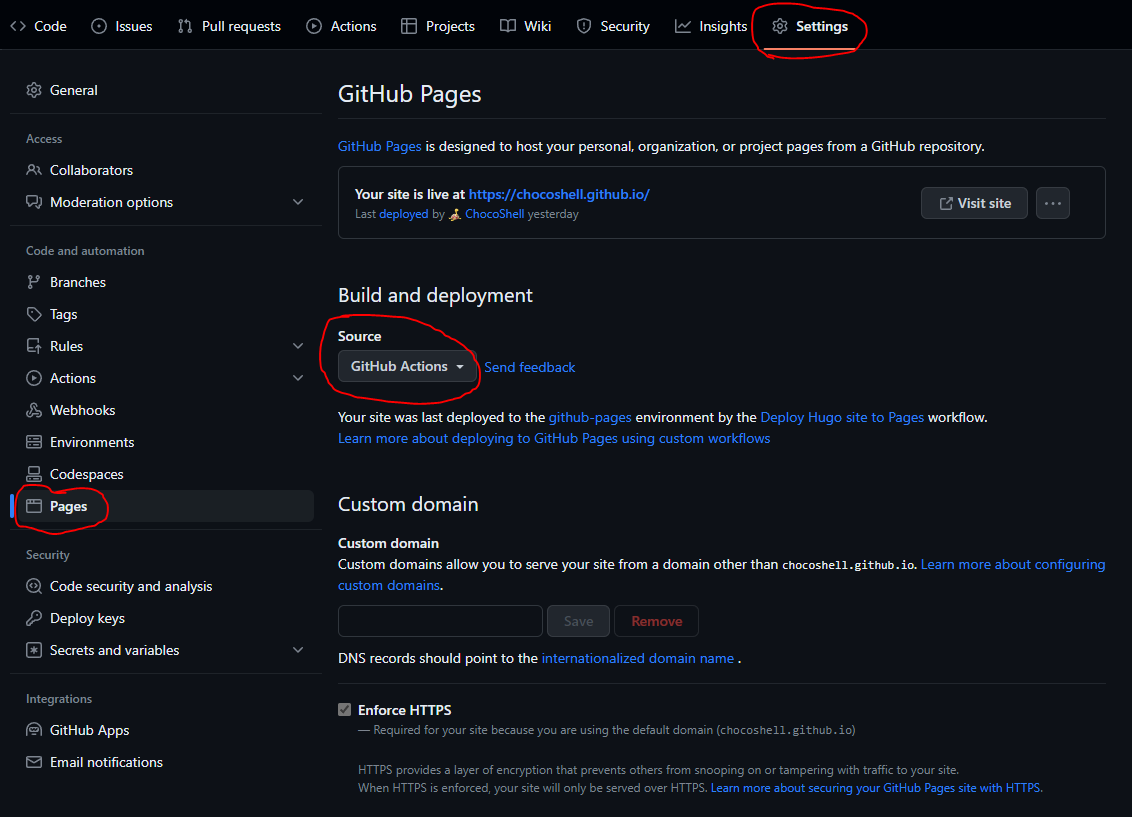 Code Issues Pull requests Actions Projects Wiki Security Insights Settings
General
Access
Collaborators
Moderation options
Code and automation
Branches
Tags
Rules
Actions
Webhooks
Environments
Codespaces
Pages
Security
Code security and analysis
Deploy keys
Secrets and variables
Integrations
GitHub Apps
Email notifications
GitHub Pages
GitHub Pages is designed to host your personal, organization, or project pages from a GitHub repository.
Your site is live at https://chocoshell.github.io/
Last deployed by ChocoShell yesterday
Visit site
Build and deployment
Source
GitHub Actions Send feedback
Your site was last deployed to the github-pages environment by the Deploy Hugo site to Pages workflow.
Learn more about deploying to GitHub Pages using custom workflows
Custom domain
Custom domain
Custom domains allow you to serve your site from a domain other than chocoshell.github.io. Learn more about configuring
custom domains.
Save Remove
DNS records should point to the internationalized domain name .
Enforce HTTPS
— Required for your site because you are using the default domain (chocoshell.github.io)
HTTPS provides a layer of encryption that prevents others from snooping on or tampering with traffic to your site.
When HTTPS is enforced, your site will only be served over HTTPS. Learn more about securing your GitHub Pages site with HTTPS.